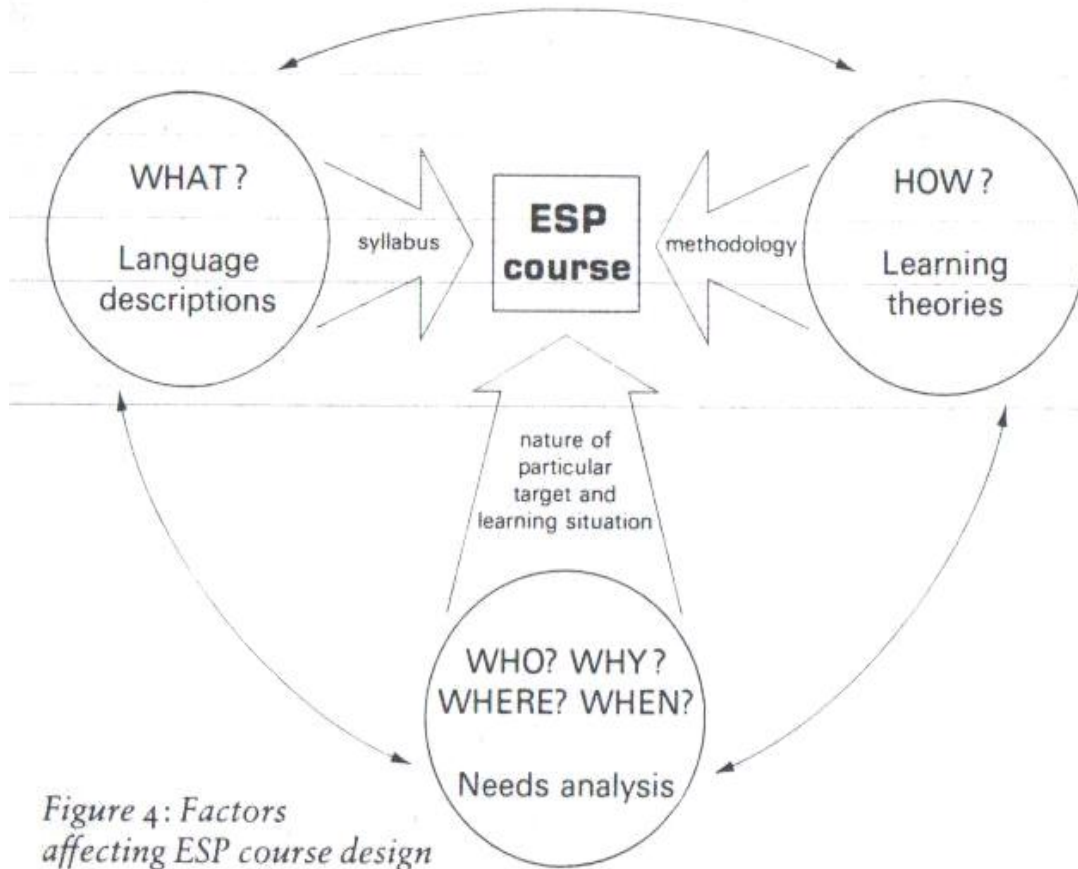 WHAT?
Language
descriptions
syllabus
ESP
course
methodology
HOW?
Learning
theories
nature of
particular
target and
learning situation
WHO? WHY?
WHERE? WHEN?
Needs analysis
Figure 4: Factors
affecting ESP course design